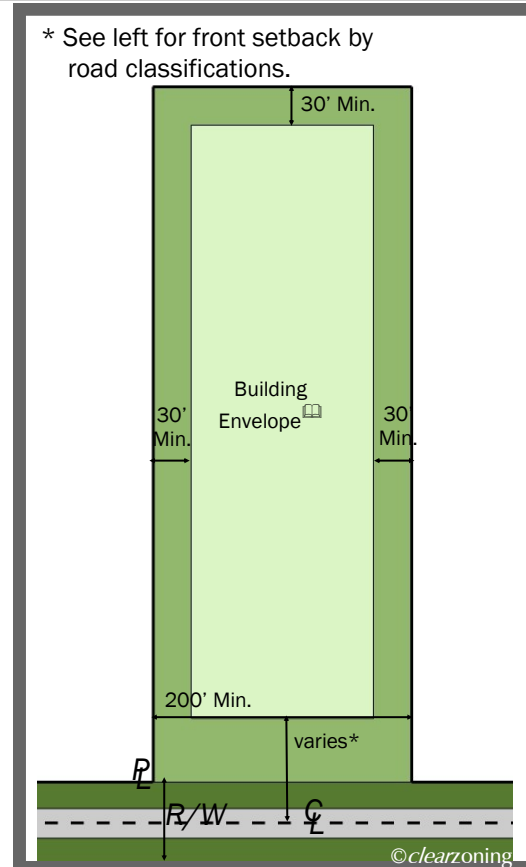 * See left for front setback by
road classifications.
30’ Min.
Building
Envelope
30’
Min.
30’
Min.
200’ Min.
varies*
PL
R/W
CL
©clearzoning